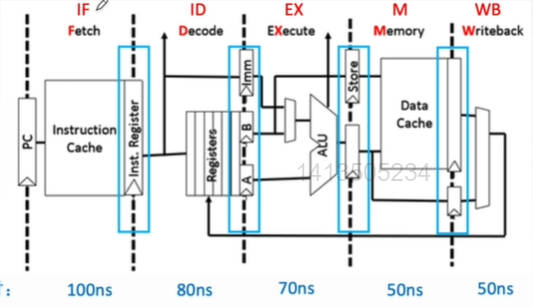 IF ID EX M WB
Fetch Decode EXecute Memory Writeback
PC
Instruction
Cache
Inst. Register
Registers
Imm
B
A
ALU
Store
Data
Cache
1413505234
: 100ns 80ns 70ns 50ns 50ns